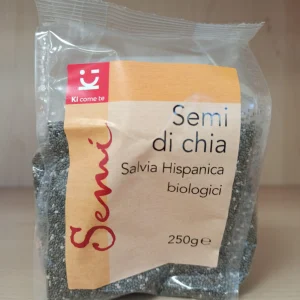 Ki
Ki come te
Semi
Semi
di chia
Salvia Hispanica
biologici
250g℮